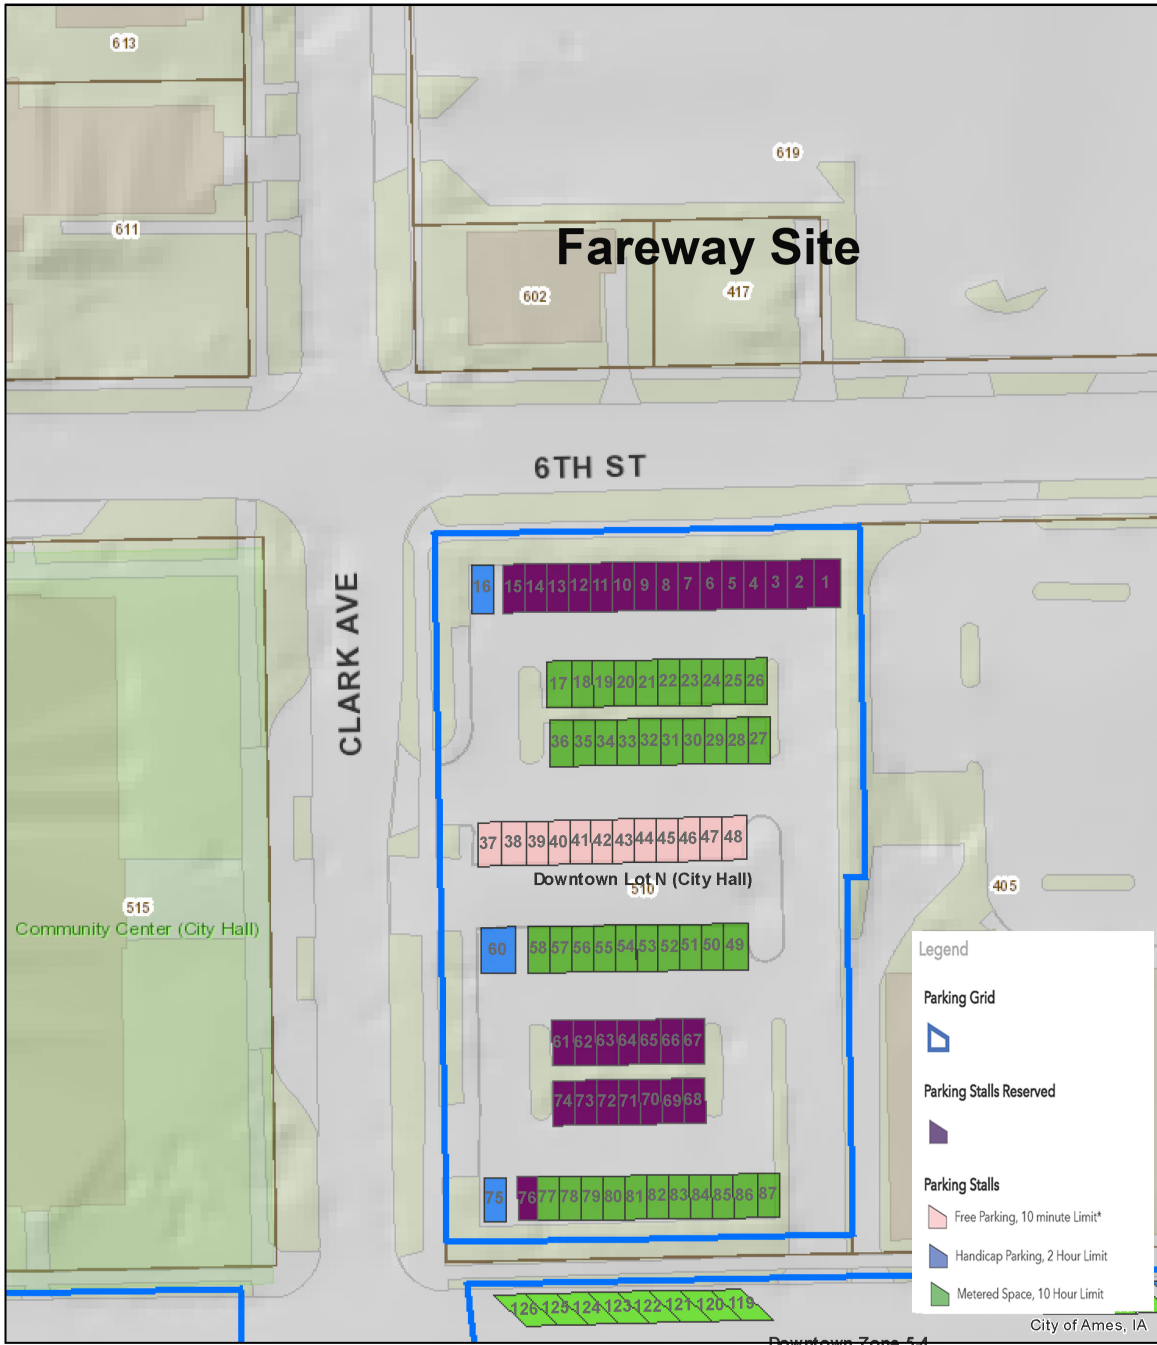 613
619
611
Fareway Site
602
417
6TH ST
CLARK AVE
16 15 14 13 12 11 10 9 8 7 6 5 4 3 2 1
17 18 19 20 21 22 23 24 25 26
36 35 34 33 32 31 30 29 28 27
37 38 39 40 41 42 43 44 45 46 47 48
Downtown Lot N (City Hall)
510
405
515
Community Center (City Hall)
60 58 57 56 55 54 53 52 51 50 49
61 62 63 64 65 66 67
74 73 72 71 70 69 68
75 76 77 78 79 80 81 82 83 84 85 86 87
126 125 124 123 122 121 120 119
Downtown Zone 5-4
Legend
Parking Grid
Parking Stalls Reserved
Parking Stalls
Free Parking, 10 minute Limit*
Handicap Parking, 2 Hour Limit
Metered Space, 10 Hour Limit
City of Ames, IA